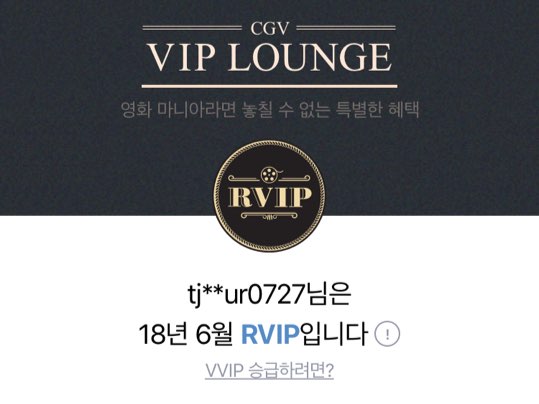 CGV
VIP LOUNGE
영화 마니아라면 놓칠 수 없는 특별한 혜택
RVIP
tj**ur0727님은
18년 6월 RVIP입니다 !
VVIP 승급하려면?